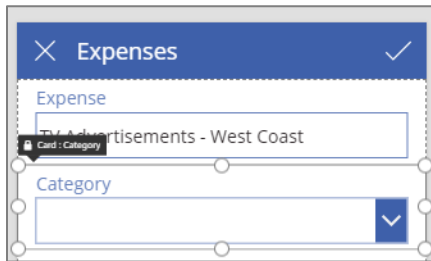 Expenses
Expense
TV Advertisements - West Coast
Card : Category
Category